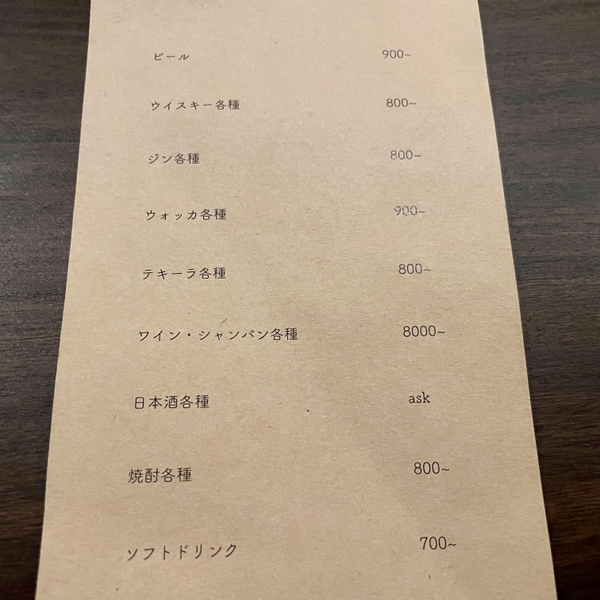 ビール 900~
ウイスキー各種 800~
ジン各種 800~
ウォッカ各種 900~
テキーラ各種 800~
ワイン・シャンパン各種 8000~
日本酒各種 ask
焼酎各種 800~
ソフトドリンク 700~